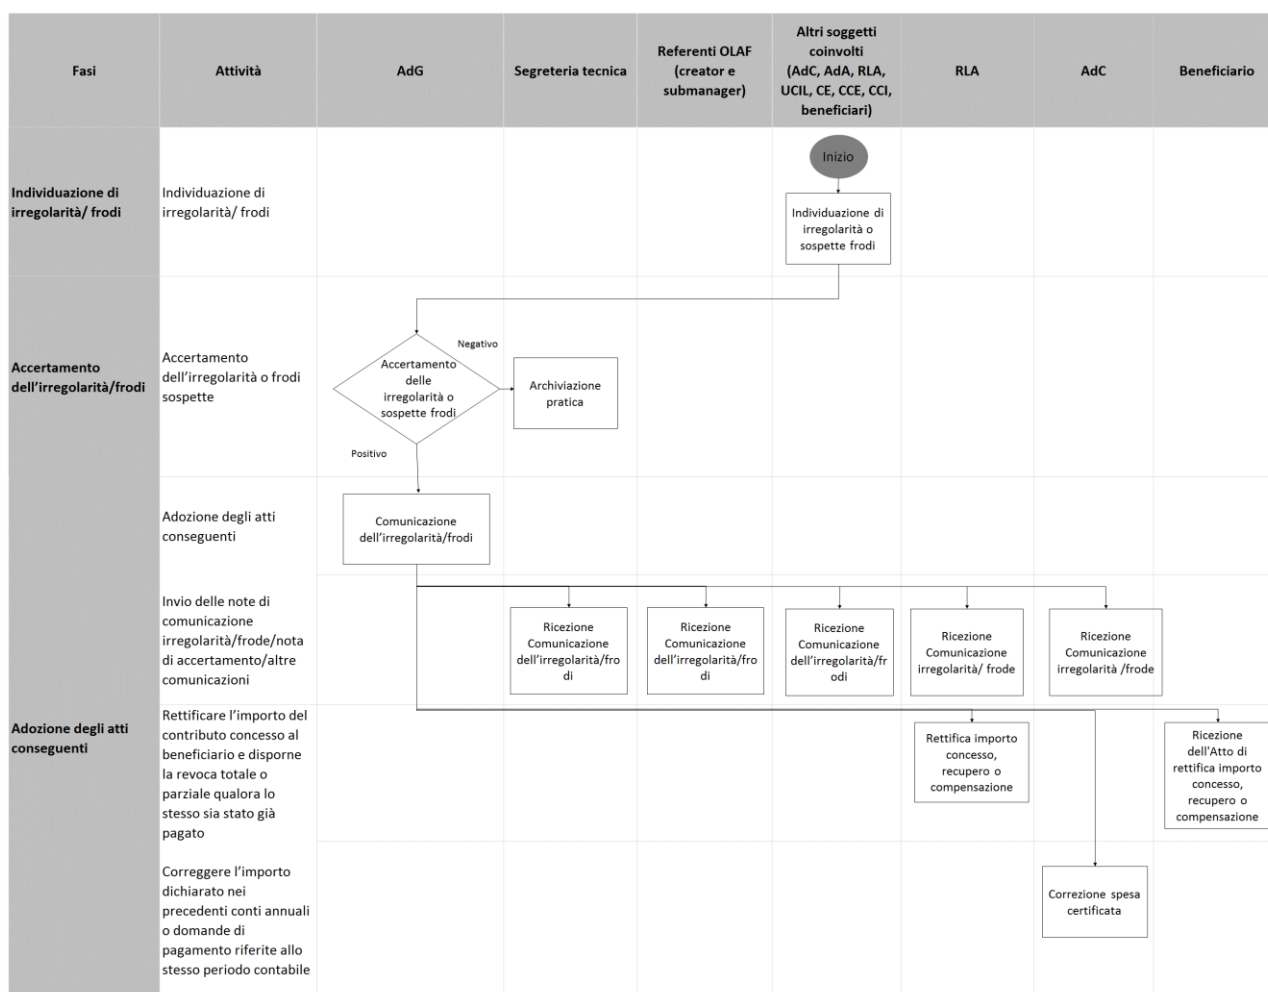 Fasi
Attività
AdG
Segreteria tecnica
Referenti OLAF
(creator e
submanager)
Altri soggetti
coinvolti
(AdC, AdA, RLA,
UCIL, CE, CCE, CCI,
beneficiari)
RLA
AdC
Beneficiario
Individuazione di
irregolarità/ frodi
Individuazione di
irregolarità/ frodi
Inizio
Individuazione di
irregolarità o
sospette frodi
Accertamento
dell’irregolarità/frodi
Accertamento
dell’irregolarità o frodi
sospette
Negativo
Accertamento
delle
irregolarità o
sospette frodi
Archiviazione
pratica
Positivo
Adozione degli atti
conseguenti
Comunicazione
dell’irregolarità/frodi
Adozione degli atti
conseguenti
Invio delle note di
comunicazione
irregolarità/frode/nota
di accertamento/altre
comunicazioni
Ricezione
Comunicazione
dell’irregolarità/fro
di
Ricezione
Comunicazione
dell’irregolarità/fro
di
Ricezione
Comunicazione
dell’irregolarità/fr
odi
Ricezione
Comunicazione
irregolarità/ frode
Ricezione
Comunicazione
irregolarità /frode
Rettificare l’importo del
contributo concesso al
beneficiario e disporne
la revoca totale o
parziale qualora lo
stesso sia stato già
pagato
Rettifica importo
concesso,
recupero o
compensazione
Ricezione
dell'Atto di
rettifica importo
concesso,
recupero o
compensazione
Correggere l’importo
dichiarato nei
precedenti conti annuali
o domande di
pagamento riferite allo
stesso periodo contabile
Correzione spesa
certificata